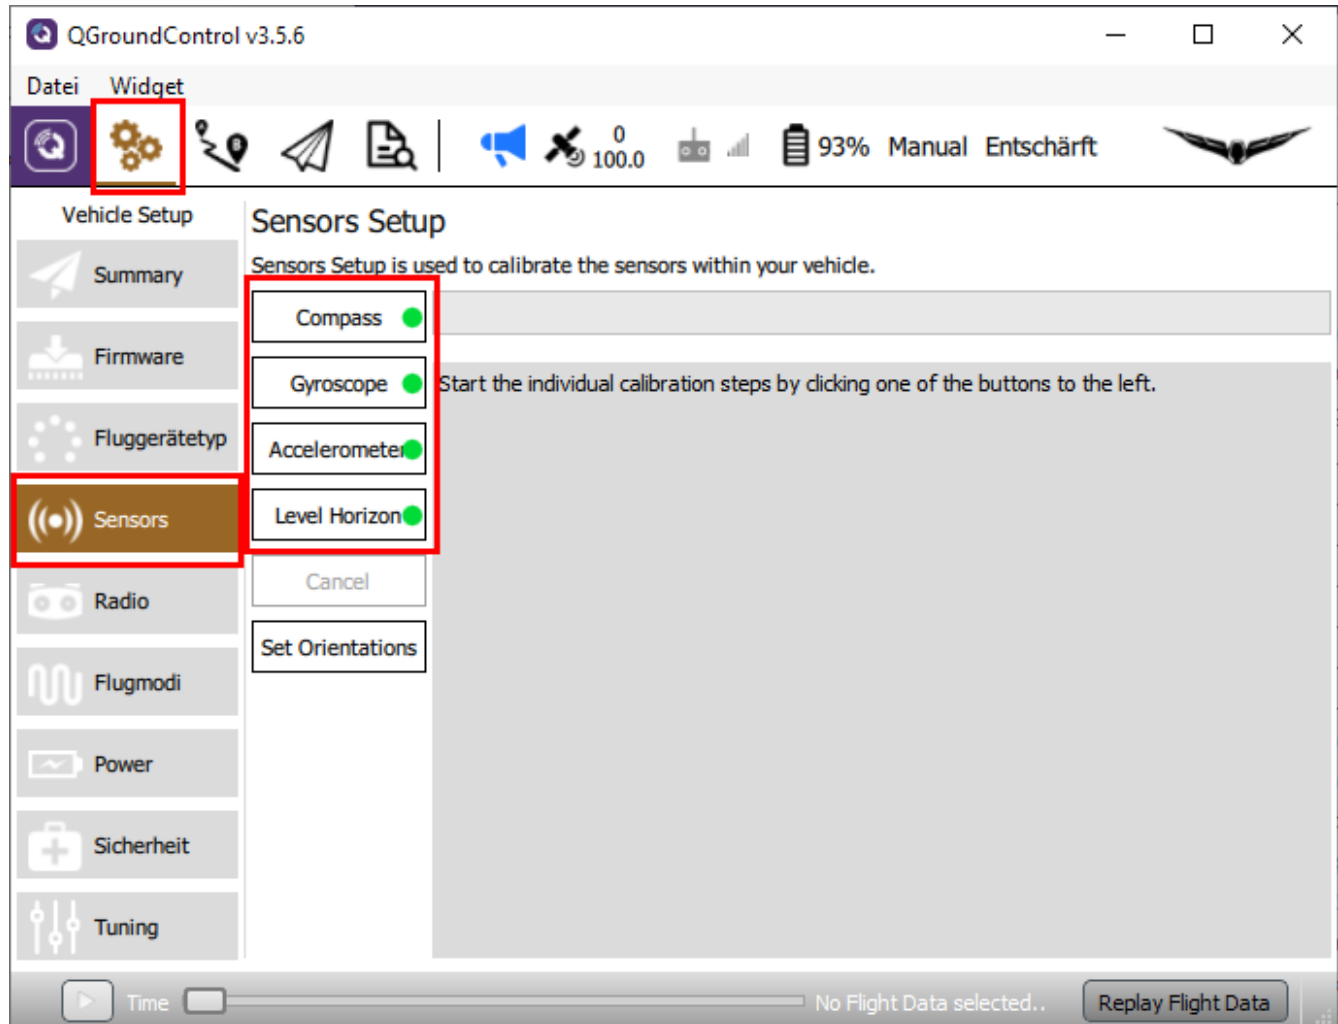 QGroundControl v3.5.6
Datei Widget
0
100.0
93% Manual Entschärft
Vehicle Setup
Sensors Setup
Sensors Setup is used to calibrate the sensors within your vehicle.
Summary
Firmware
Fluggerätetyp
Sensors
Radio
Flugmodi
Power
Sicherheit
Tuning
Compass
Gyroscope
Accelerometer
Level Horizon
Cancel
Set Orientations
Start the individual calibration steps by clicking one of the buttons to the left.
Time
No Flight Data selected..
Replay Flight Data